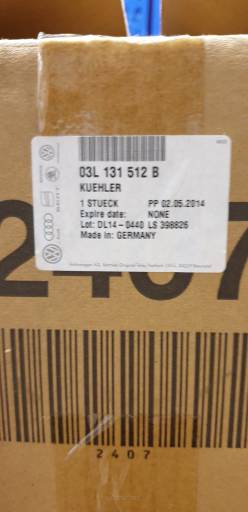 03L 131 512 B
KUEHLER
1 STUECK PP 02.05.2014
Expire date: NONE
Lot: DL14-0440 LS 398826
Made in: GERMANY
2407
2407